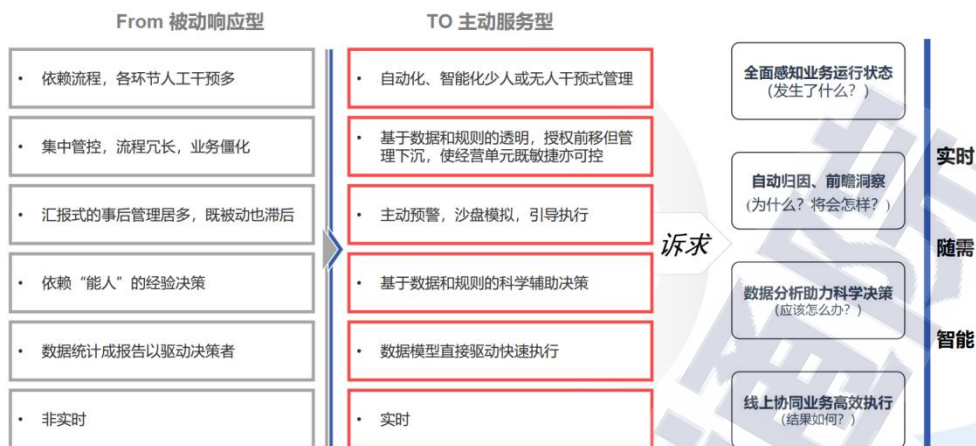 From 被动响应型
TO 主动服务型
• 依赖流程，各环节人工干预多
• 集中管控，流程冗长，业务僵化
• 汇报式的事后管理居多，既被动也滞后
• 依赖“能人”的经验决策
• 数据统计成报告以驱动决策者
• 非实时
• 自动化、智能化少人或无人干预式管理
• 基于数据和规则的透明，授权前移但管
理下沉，使经营单元既敏捷亦可控
• 主动预警，沙盘模拟，引导执行
• 基于数据和规则的科学辅助决策
• 数据模型直接驱动快速执行
• 实时
诉求
全面感知业务运行状态
（发生了什么？）
自动归因、前瞻洞察
（为什么？将会怎样？）
数据分析助力科学决策
（应该怎么办？）
线上协同业务高效执行
（结果如何？）
实时
随需
智能